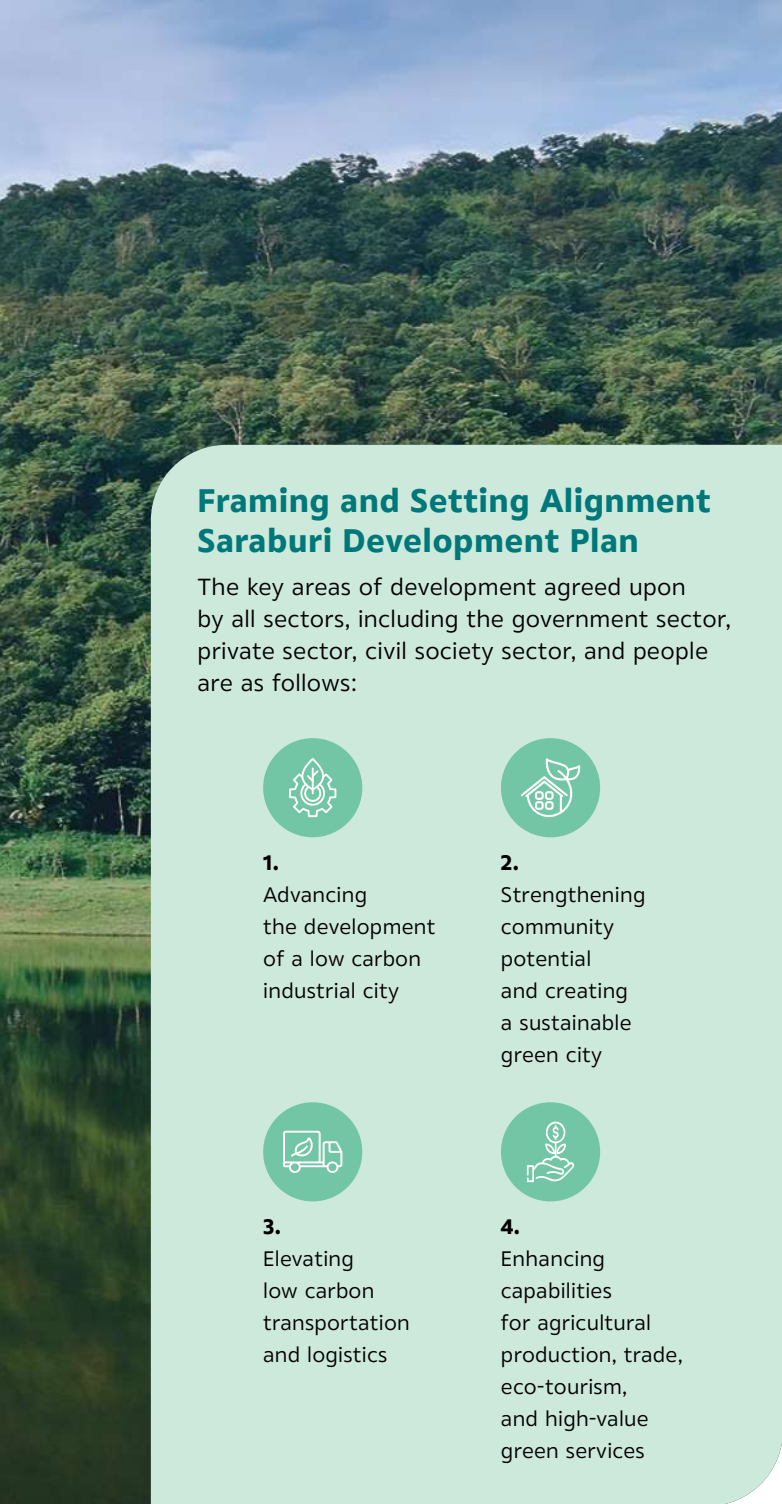 Framing and Setting Alignment
Saraburi Development Plan
The key areas of development agreed upon
by all sectors, including the government sector,
private sector, civil society sector, and people
are as follows:
1.
Advancing
the development
of a low carbon
industrial city
2.
Strengthening
community
potential
and creating
a sustainable
green city
3.
Elevating
low carbon
transportation
and logistics
4.
Enhancing
capabilities
for agricultural
production, trade,
eco-tourism,
and high-value
green services